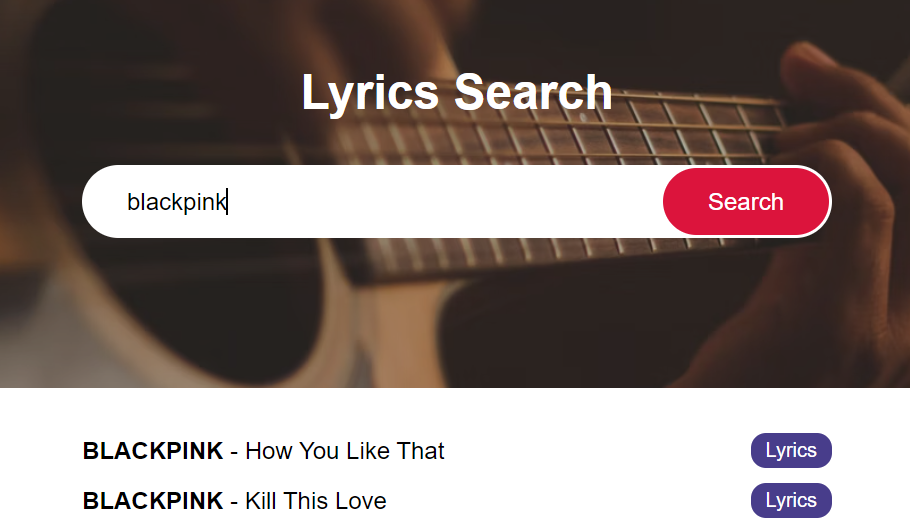 Lyrics Search
blackpink
Search
BLACKPINK - How You Like That
Lyrics
BLACKPINK - Kill This Love
Lyrics